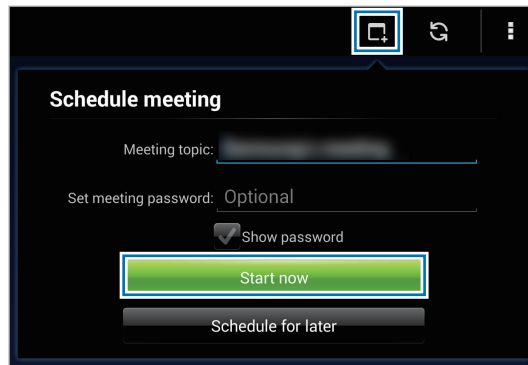 Schedule meeting
Meeting topic:
Set meeting password: Optional
Show password
Start now
Schedule for later